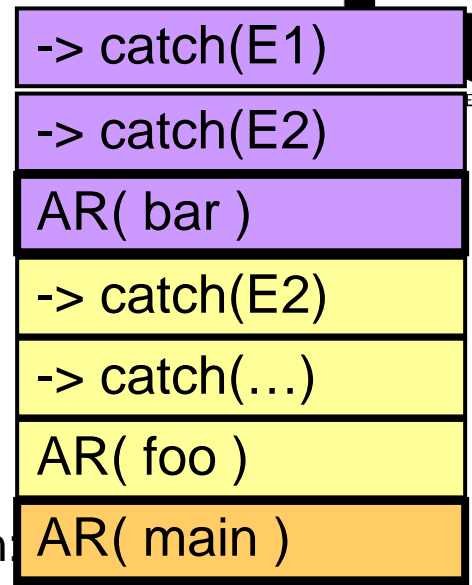 -> catch(E1)
-> catch(E2)
AR( bar )
-> catch(E2)
-> catch(…)
AR( foo )
AR( main )